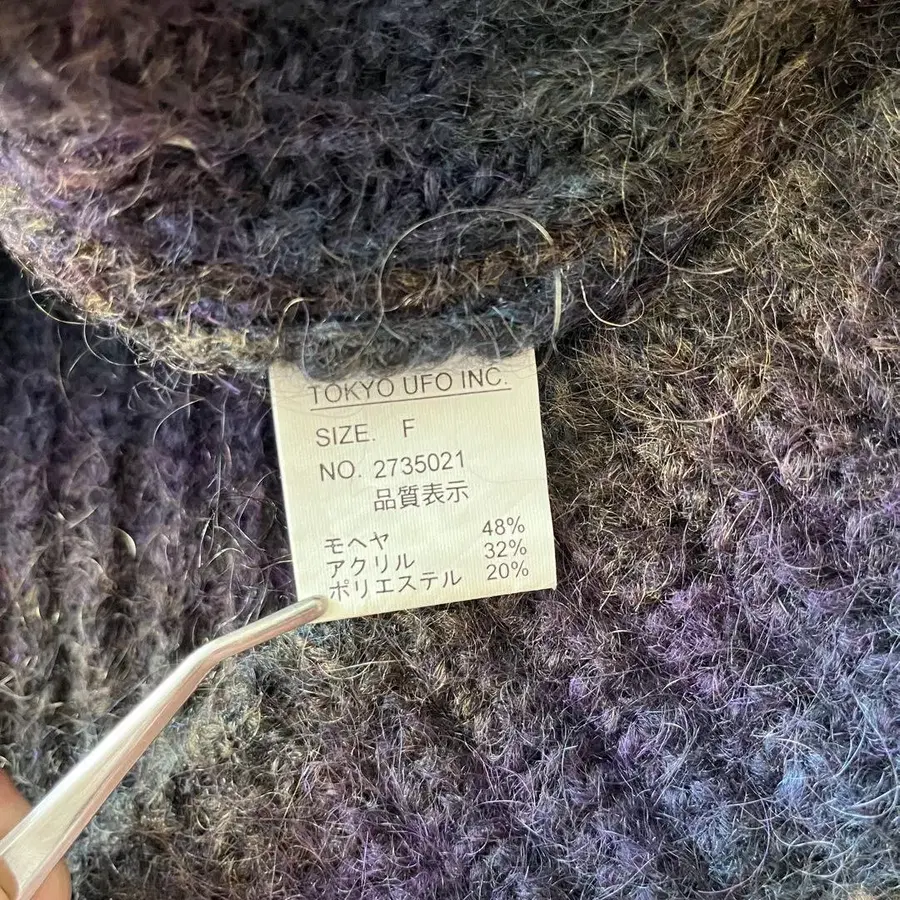 TOKYO UFO INC.
SIZE. F
NO. 2735021
品質表示
モヘヤ 48%
アクリル 32%
ポリエステル 20%